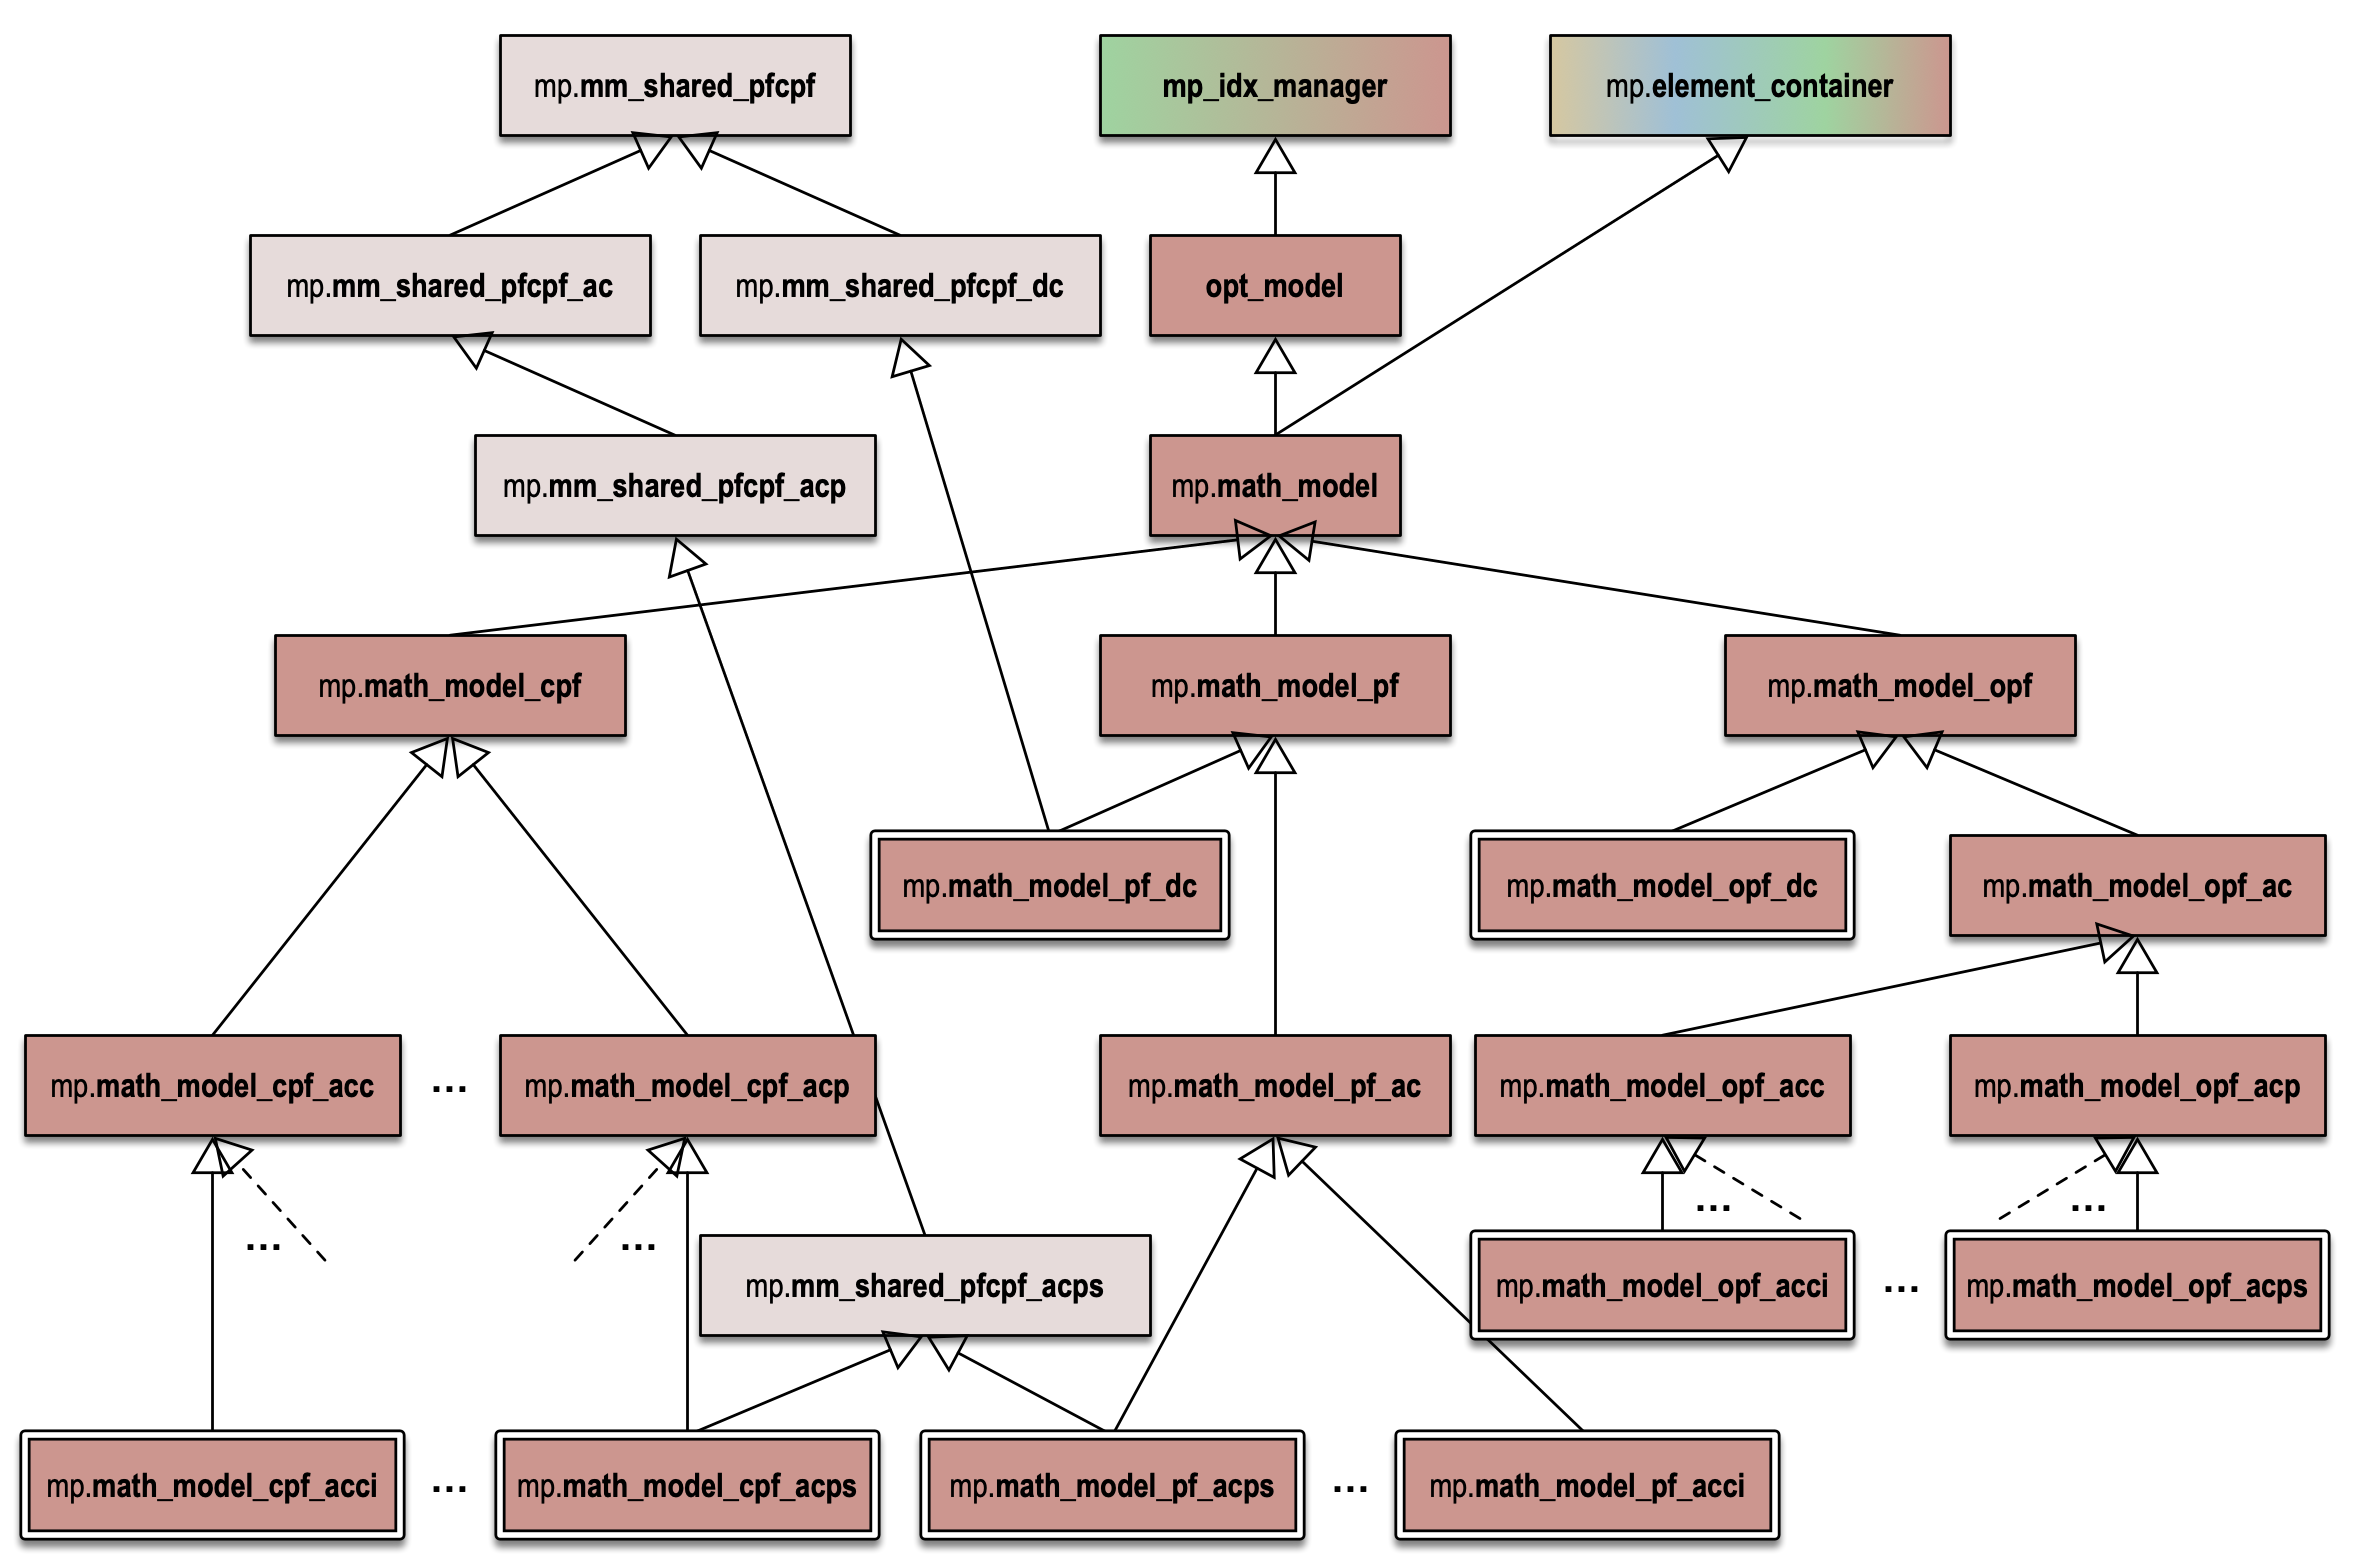 mp.mm_shared_pfcpf
mp_idx_manager
mp.element_container
mp.mm_shared_pfcpf_ac
mp.mm_shared_pfcpf_dc
opt_model
mp.mm_shared_pfcpf_acp
mp.math_model
mp.math_model_cpf
mp.math_model_pf
mp.math_model_opf
mp.math_model_pf_dc
mp.math_model_opf_dc
mp.math_model_opf_ac
mp.math_model_cpf_acc
...
mp.math_model_cpf_acp
mp.math_model_pf_ac
mp.math_model_opf_acc
mp.math_model_opf_acp
...
...
...
...
mp.mm_shared_pfcpf_acps
mp.math_model_opf_acci
...
mp.math_model_opf_acps
mp.math_model_cpf_acci
...
mp.math_model_cpf_acps
mp.math_model_pf_acps
...
mp.math_model_pf_acci